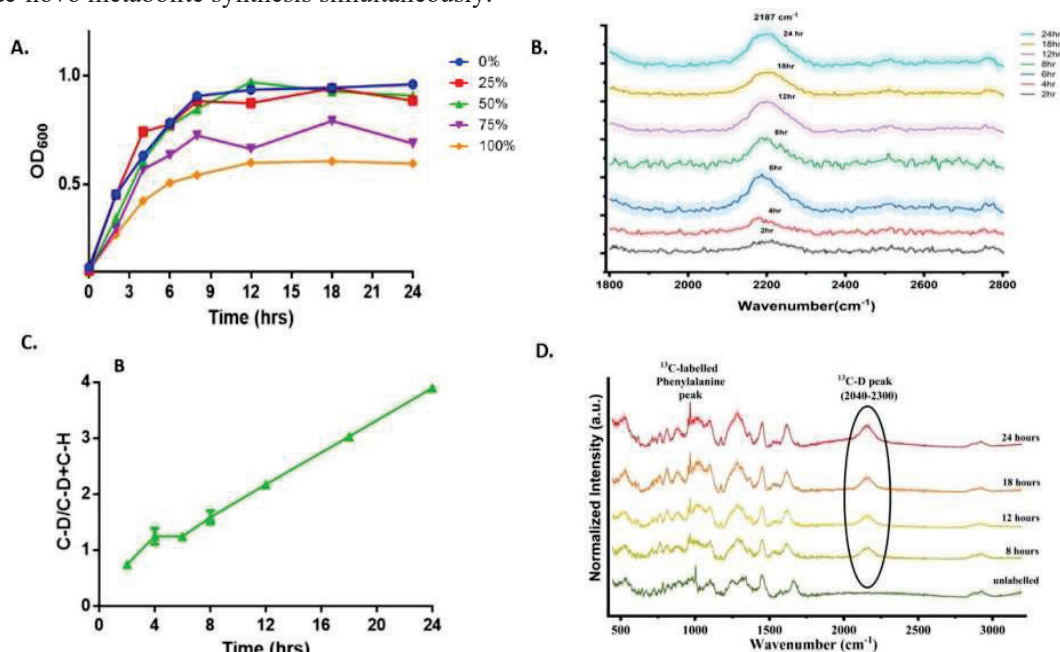 novo metabolite synthesis simultaneously.
A.
OD600
1.0
0.5
0 3 6 9 12 15 18 21 24
Time (hrs)
0%
25%
50%
75%
100%
B.
2187 cm-1
24 hr
18hr
12hr
8hr
6hr
4hr
2hr
1800 2000 2200 2400 2600 2800
Wavenumber(cm-1)
24hr
18hr
12hr
8hr
6hr
4hr
2hr
C.
B
C-D/C-D+C-H
4
3
2
1
0
0 4 8 12 16 20 24
Time (hrs)
D.
13C-labelled
Phenylalanine
peak
13C-D peak
(2040-2300)
Normalized Intensity (a.u.)
24 hours
18 hours
12 hours
8 hours
unlabelled
500 1000 1500 2000 2500 3000
Wavenumber (cm-1)